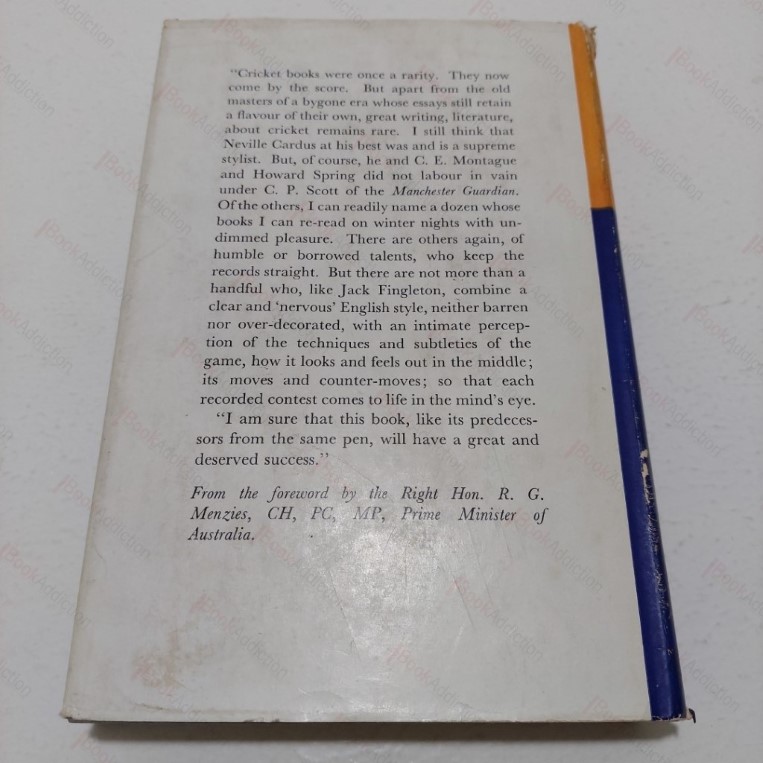 "Cricket books were once a rarity. They now
come by the score. But apart from the old
masters of a bygone era whose essays still retain
a flavour of their own, great writing, literature,
about cricket remains rare. I still think that
Neville Cardus at his best was and is a supreme
stylist. But, of course, he and C. E. Montague
and Howard Spring did not labour in vain
under C. P. Scott of the Manchester Guardian.
Of the others, I can readily name a dozen whose
books I can re-read on winter nights with un-
dimmed pleasure. There are others again, of
humble or borrowed talents, who keep the
records straight. But there are not more than a
handful who, like Jack Fingleton, combine a
clear and 'nervous' English style, neither barren
nor over-decorated, with an intimate percep-
tion of the techniques and subtleties of the
game, how it looks and feels out in the middle;
its moves and counter-moves; so that each
recorded contest comes to life in the mind's eye.
"I am sure that this book, like its predeces-
sors from the same pen, will have a great and
deserved success."
From the foreword by the Right Hon. R. G.
Menzies, CH, PC, MP, Prime Minister of
Australia.
BookAddiction